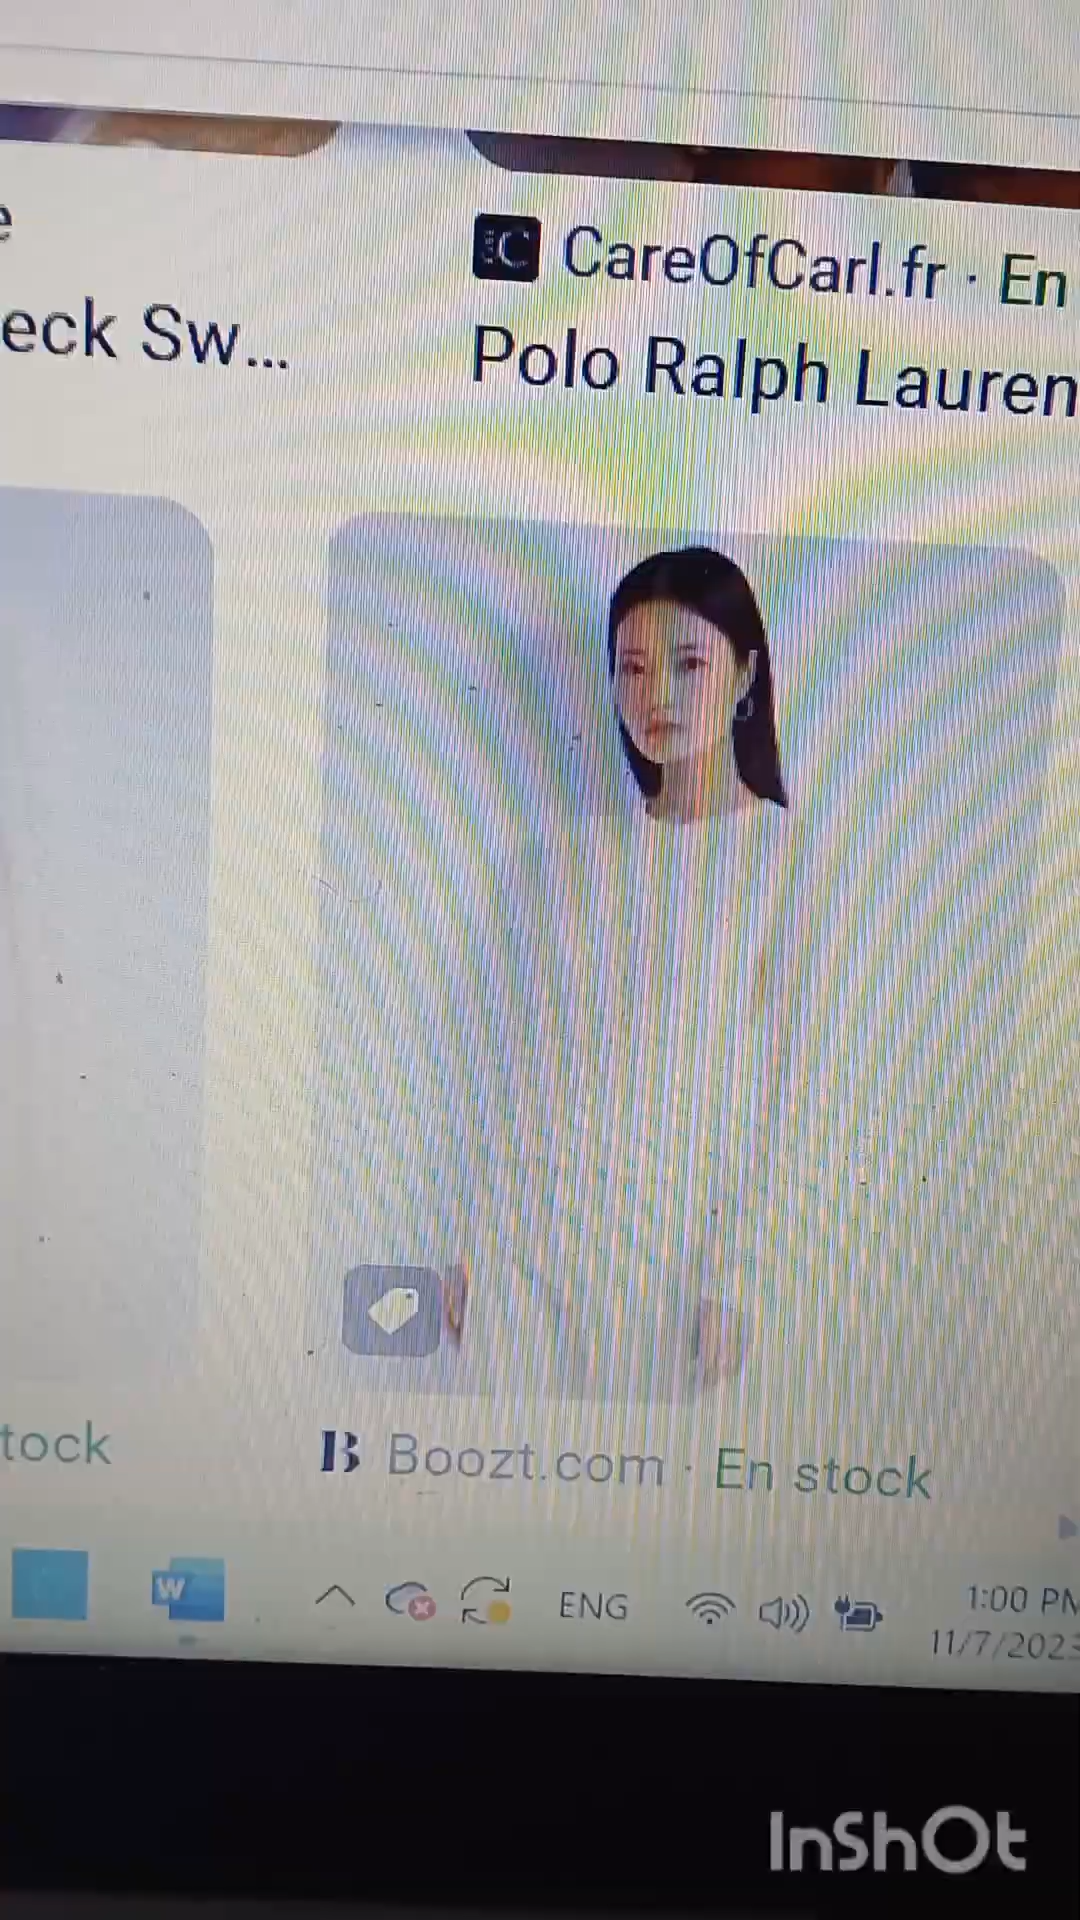 e
CareOfCarl.fr · En
eck Sw...
Polo Ralph Lauren
tock
B Boozt.com · En stock
W
ENG
1:00 PM
11/7/2023
InShOt